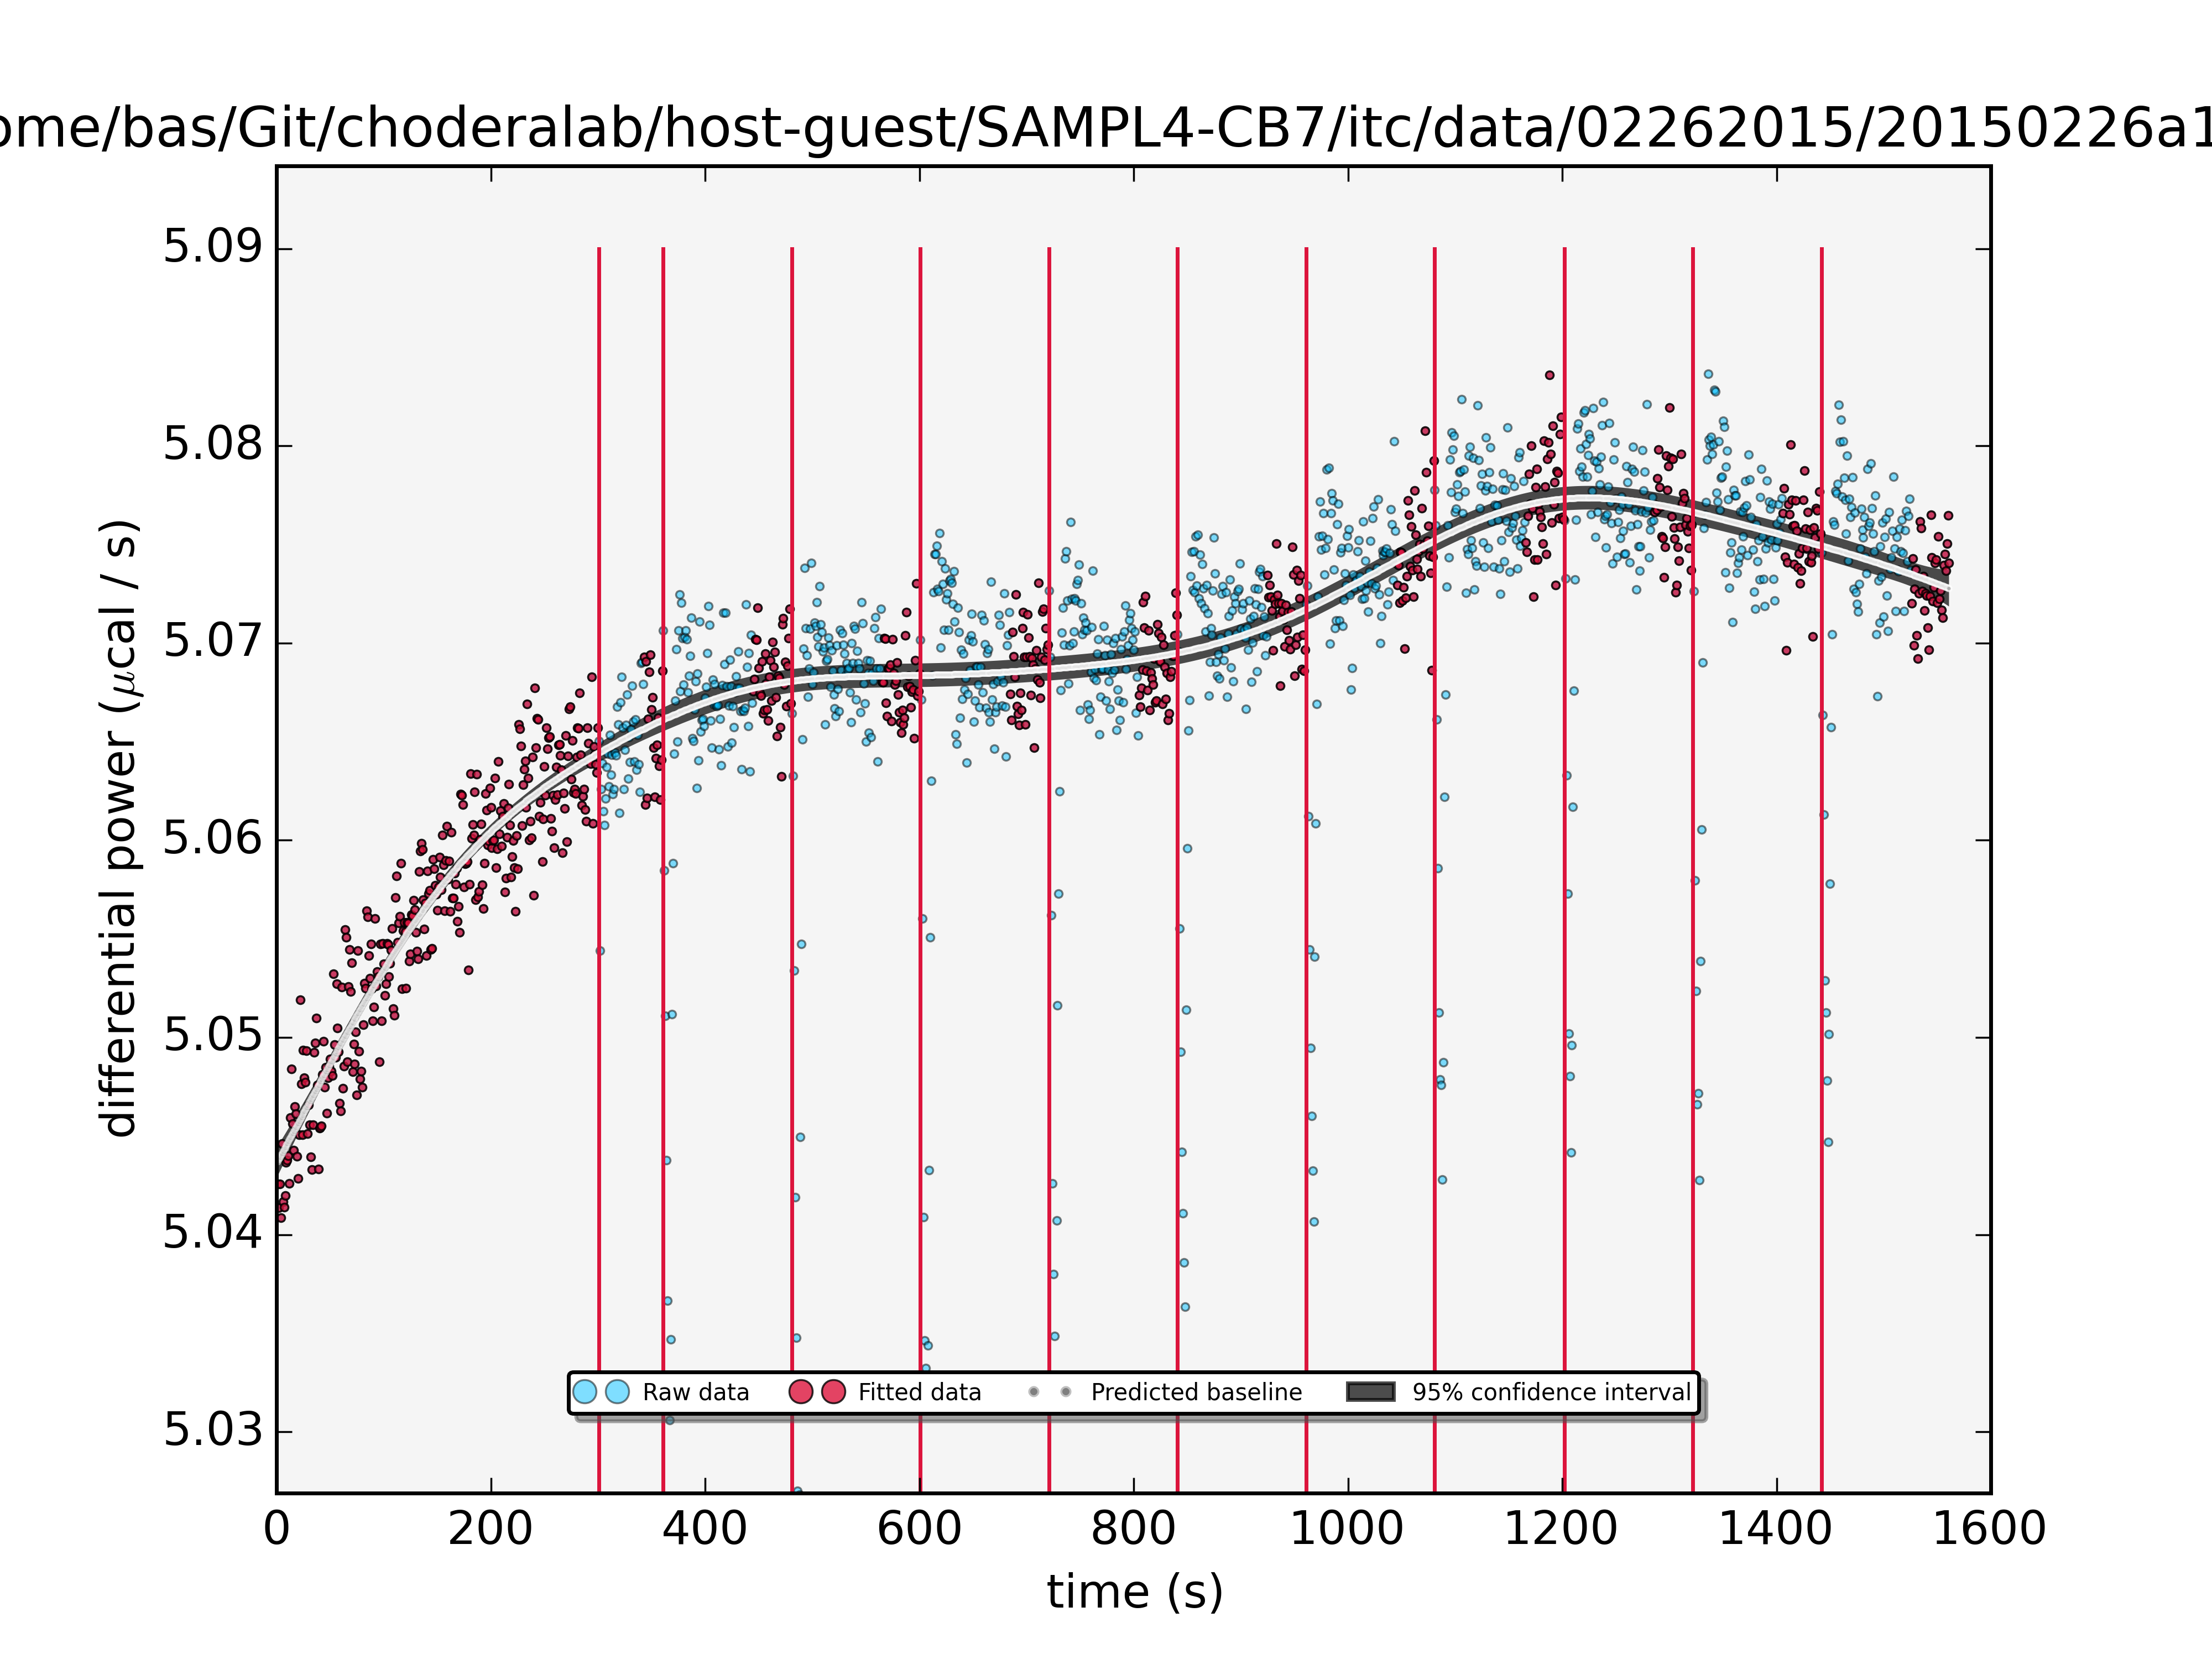 ome/bas/Git/choderalab/host-guest/SAMPL4-CB7/itc/data/02262015/20150226a1
5.09
5.08
5.07
5.06
5.05
5.04
5.03
differential power (μcal / s)
Raw data Fitted data Predicted baseline 95% confidence interval
0 200 400 600 800 1000 1200 1400 1600
time (s)